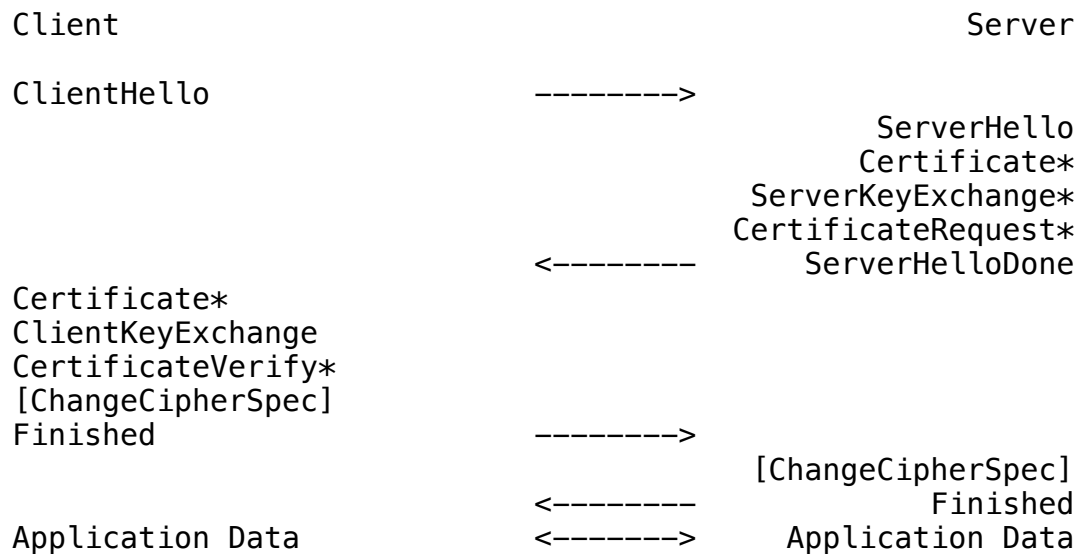 Client                                               Server

ClientHello                  -------->
                                                ServerHello
                                               Certificate*
                                         ServerKeyExchange*
                                        CertificateRequest*
                             <--------      ServerHelloDone
Certificate*
ClientKeyExchange
CertificateVerify*
[ChangeCipherSpec]
Finished                     -------->
                                         [ChangeCipherSpec]
                             <--------             Finished
Application Data             <------->     Application Data